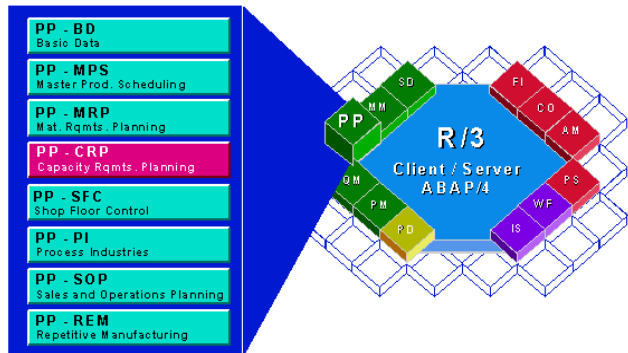 PP - BD
Basic Data
PP - MPS
Master Prod. Scheduling
PP - MRP
Mat. Rqmts. Planning
PP - CRP
Capacity Rqmts. Planning
PP - SFC
Shop Floor Control
PP - PI
Process Industries
PP - SOP
Sales and Operations Planning
PP - REM
Repetitive Manufacturing
SD
MM
PP
QM
PM
PD
R/3
Client / Server
ABAP/4
FI
CO
AM
PS
WF
IS